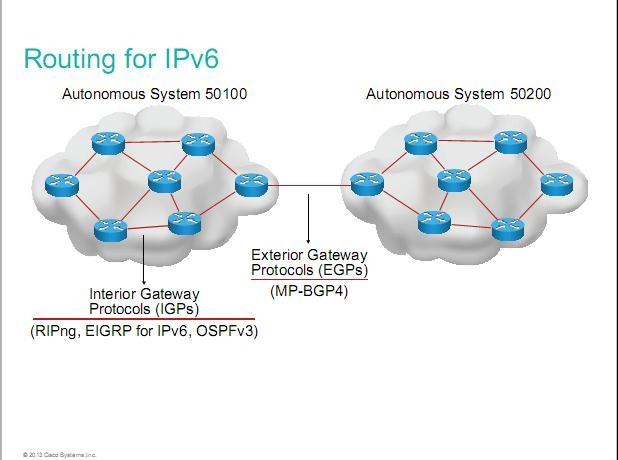 Routing for IPv6
Autonomous System 50100
Autonomous System 50200
Exterior Gateway
Protocols (EGPs)
(MP-BGP4)
Interior Gateway
Protocols (IGPs)
(RIPng, EIGRP for IPv6, OSPFv3)
© 2013 Cisco Systems, Inc.